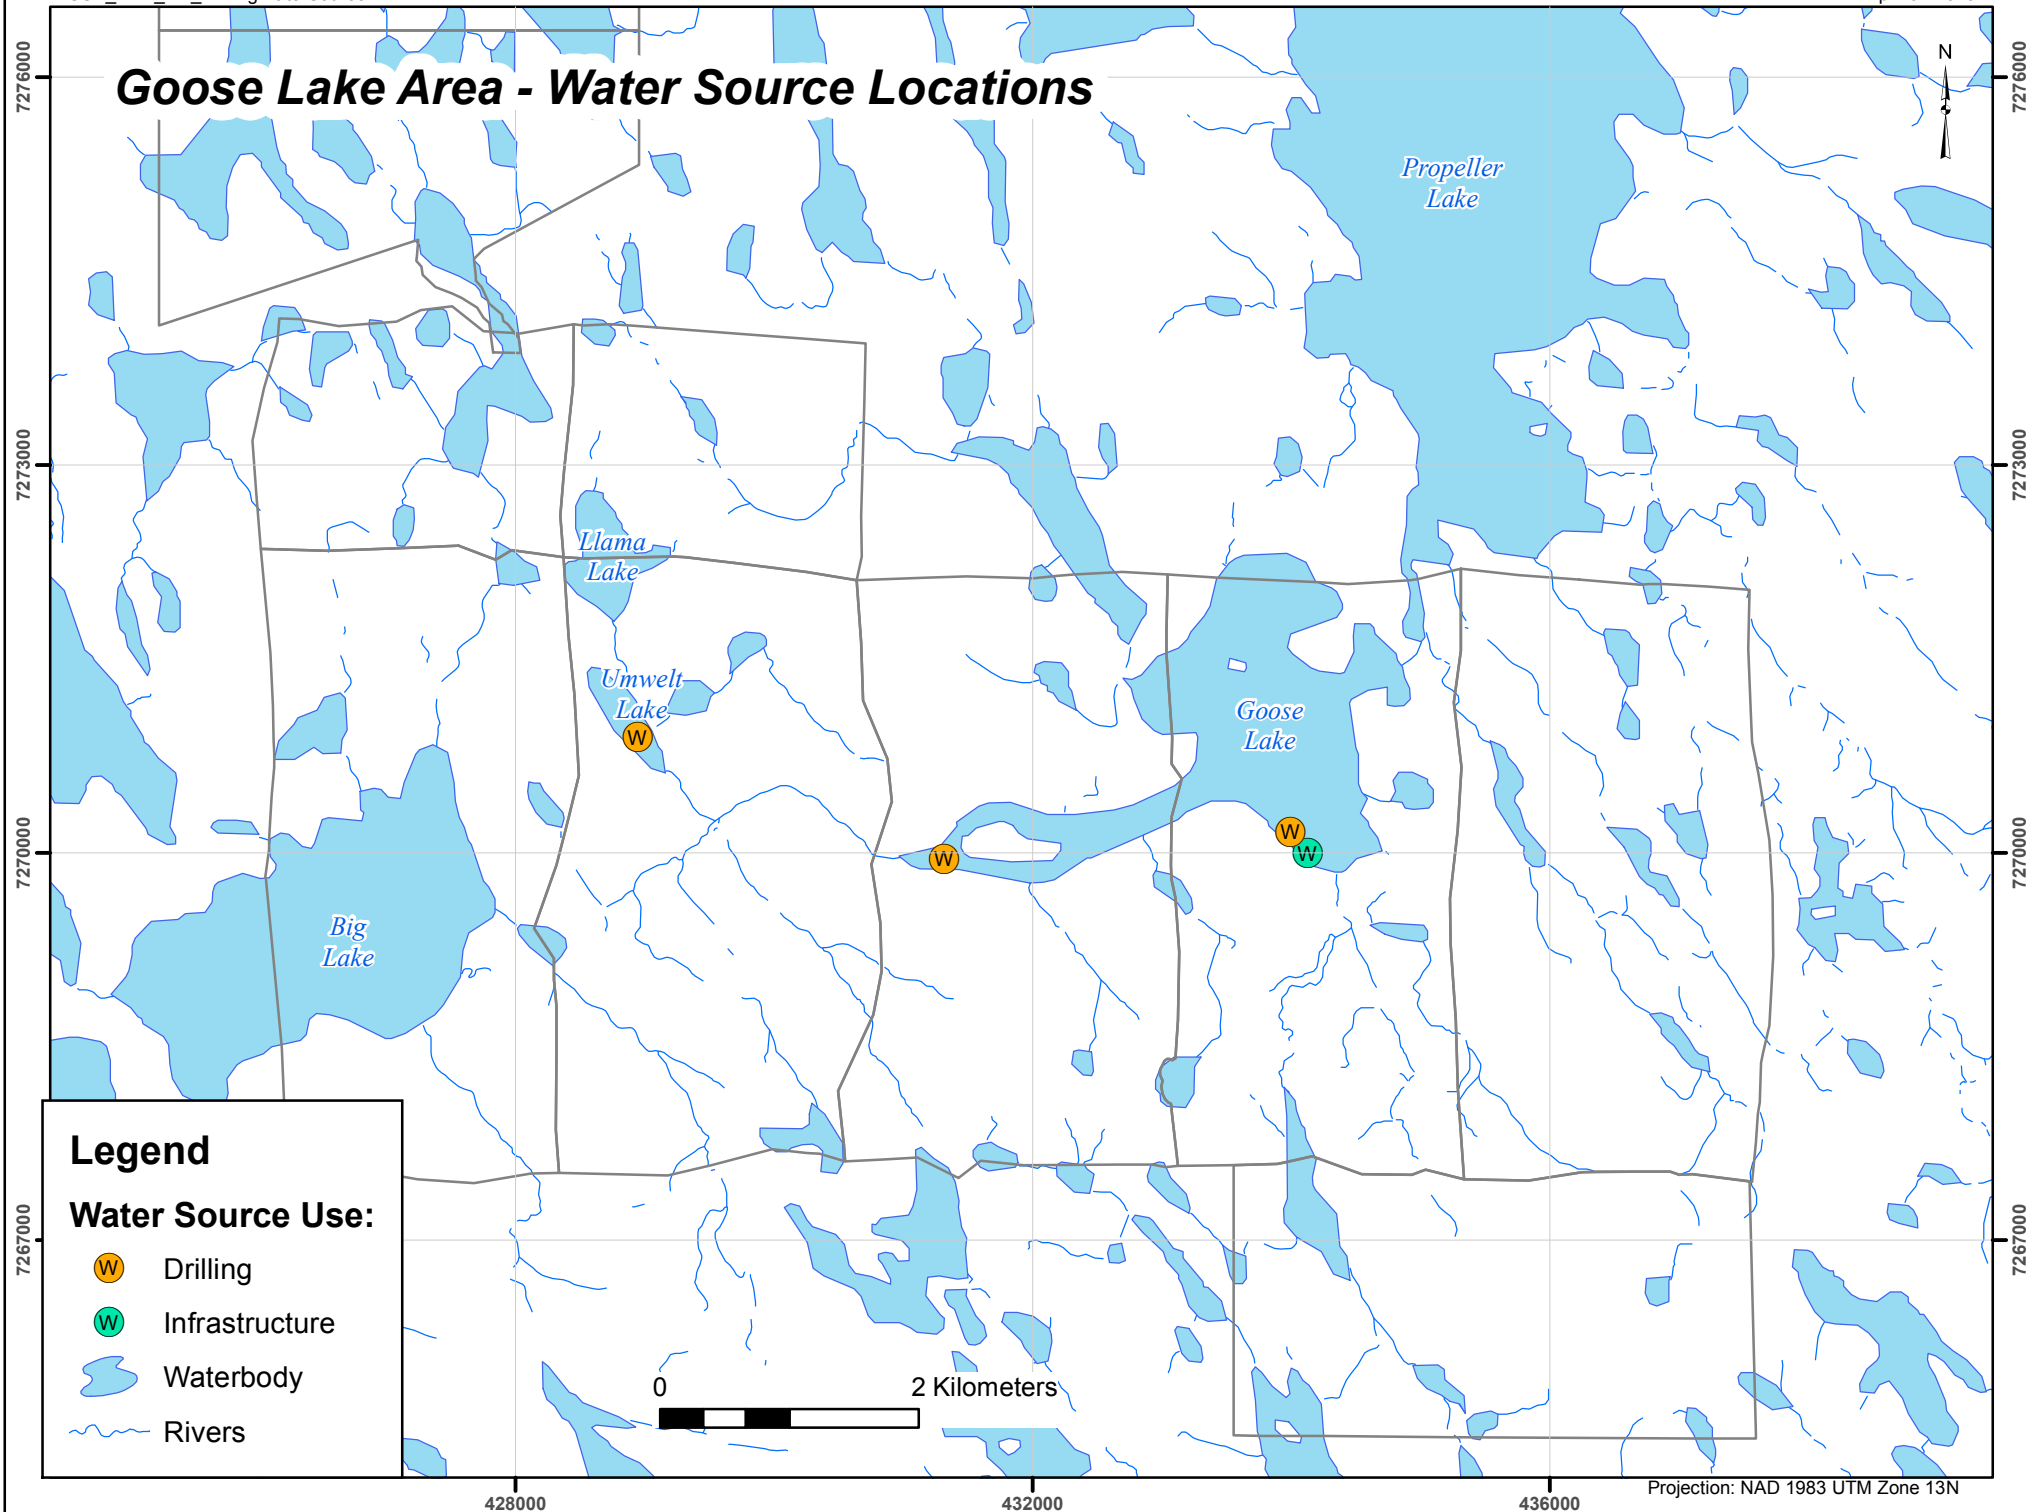 Goose Lake Area - Water Source Locations
N
7276000
7276000
Propeller
Lake
7273000
7273000
Llama
Lake
Umwelt
Lake
W
Goose
Lake
W
W
W
7270000
7270000
Big
Lake
Legend
Water Source Use:
W Drilling
W Infrastructure
Waterbody
Rivers
7267000
7267000
0 2 Kilometers
Projection: NAD 1983 UTM Zone 13N
428000
432000
436000